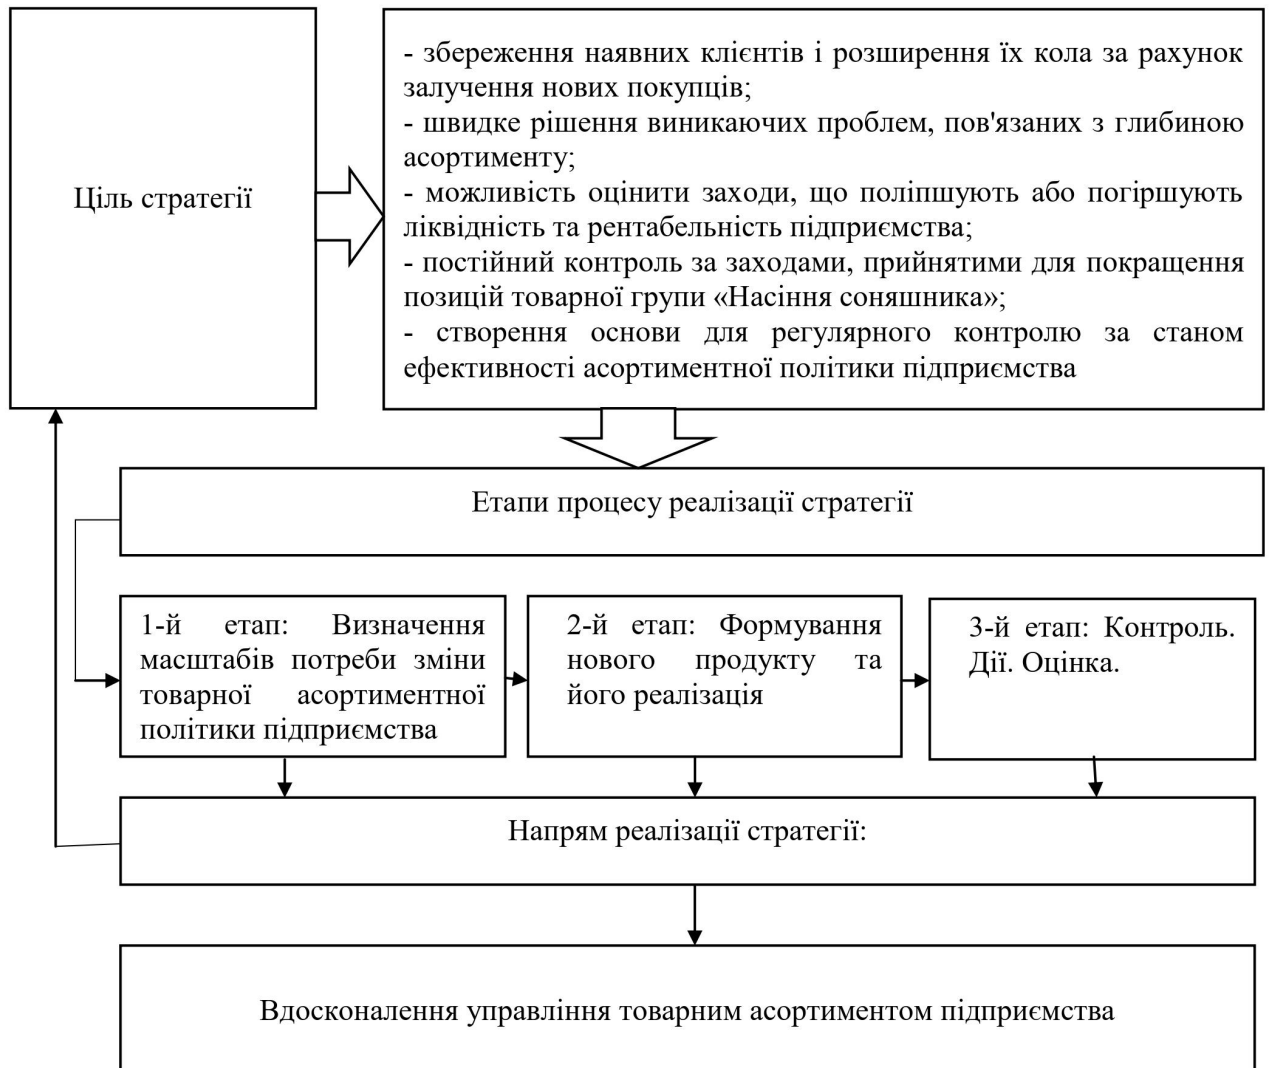 Ціль стратегії
- збереження наявних клієнтів і розширення їх кола за рахунок
залучення нових покупців;
- швидке рішення виникаючих проблем, пов'язаних з глибиною
асортименту;
- можливість оцінити заходи, що поліпшують або погіршують
ліквідність та рентабельність підприємства;
- постійний контроль за заходами, прийнятими для покращення
позицій товарної групи «Насіння соняшника»;
- створення основи для регулярного контролю за станом
ефективності асортиментної політики підприємства
Етапи процесу реалізації стратегії
1-й етап: Визначення
масштабів потреби зміни
товарної асортиментної
політики підприємства
2-й етап: Формування
нового продукту та
його реалізація
3-й етап: Контроль.
Дії. Оцінка.
Напрям реалізації стратегії:
Вдосконалення управління товарним асортиментом підприємства